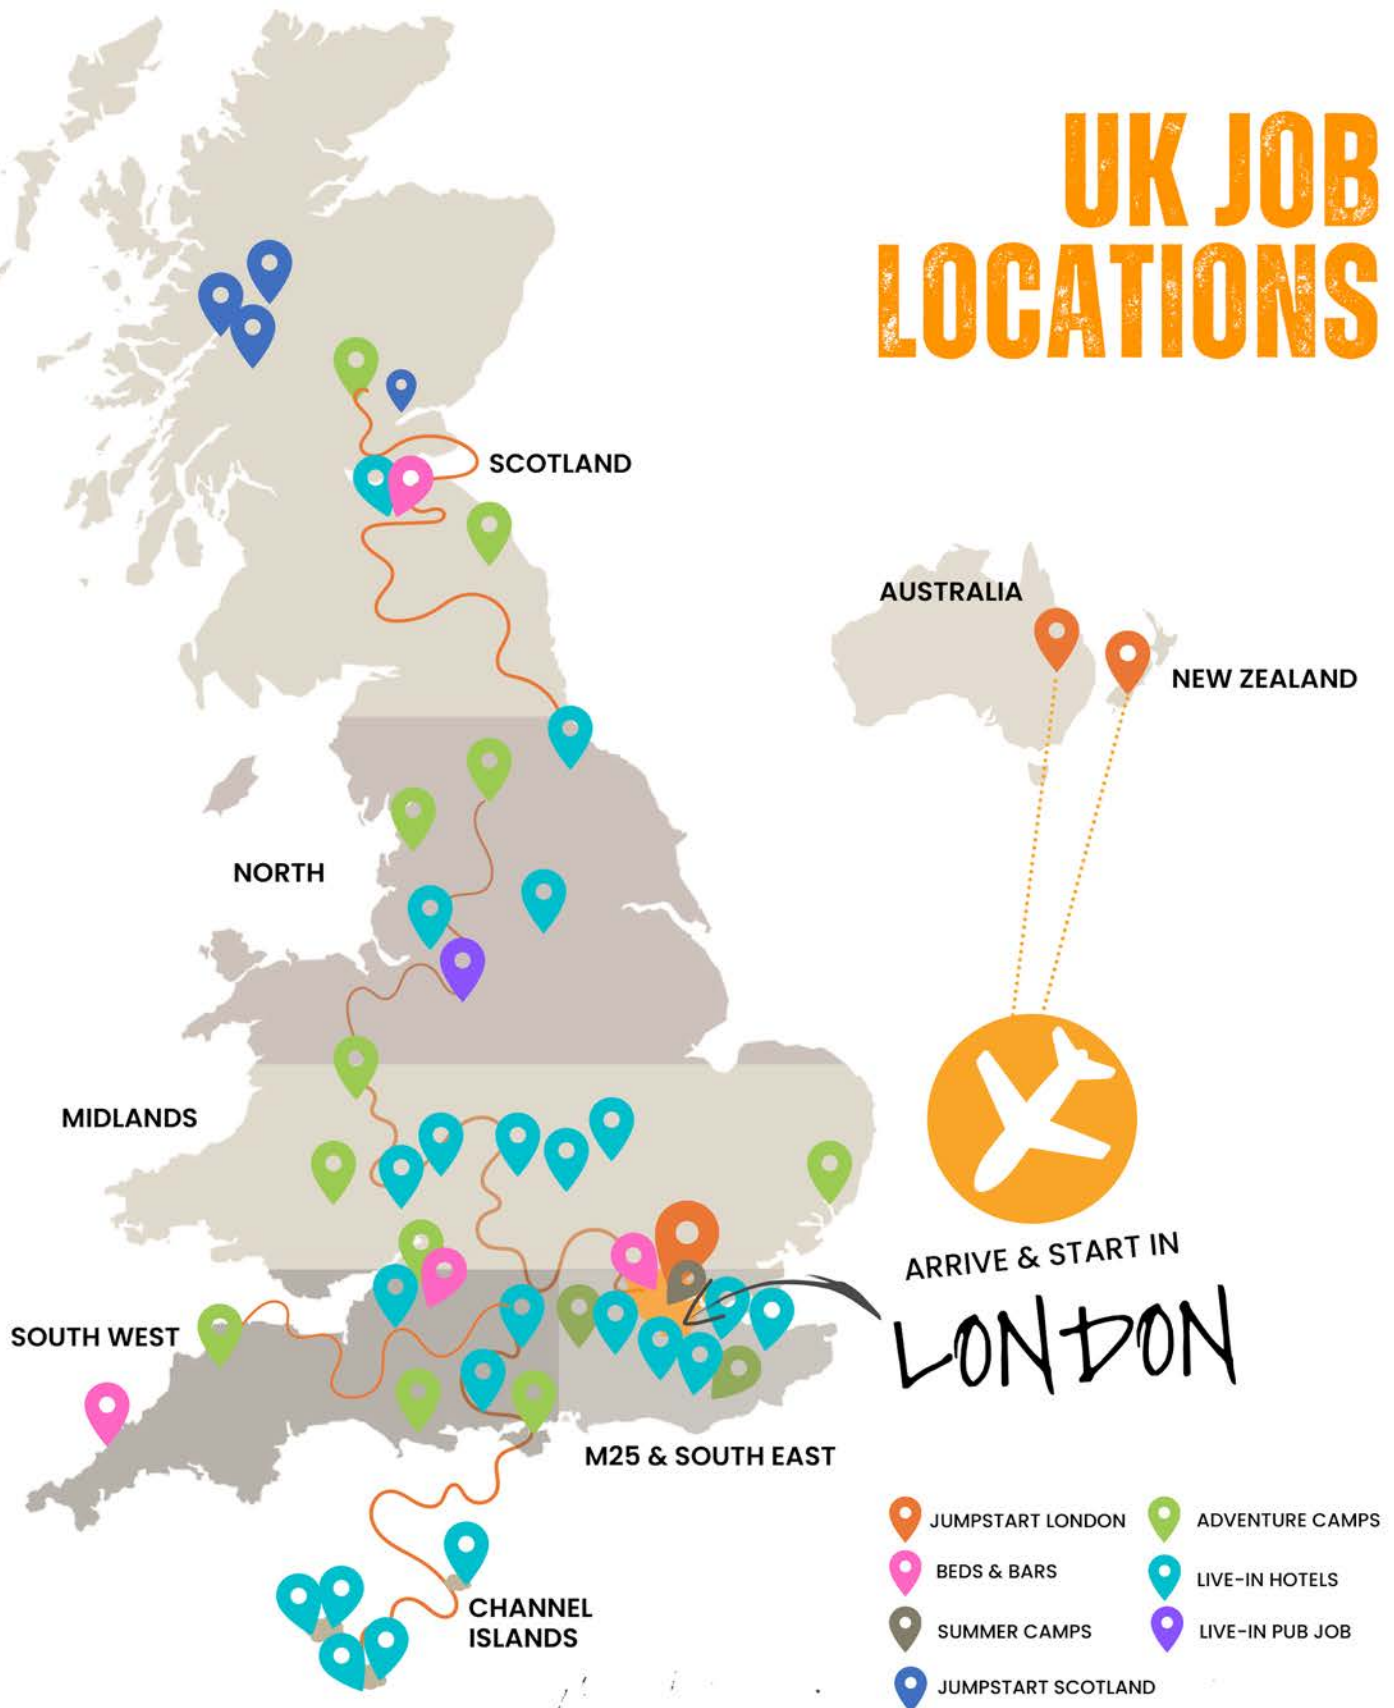 UK JOB
LOCATIONS
SCOTLAND
AUSTRALIA
NEW ZEALAND
NORTH
MIDLANDS
ARRIVE & START IN
LONDON
SOUTH WEST
M25 & SOUTH EAST
CHANNEL
ISLANDS
JUMPSTART LONDON
ADVENTURE CAMPS
BEDS & BARS
LIVE-IN HOTELS
SUMMER CAMPS
LIVE-IN PUB JOB
JUMPSTART SCOTLAND